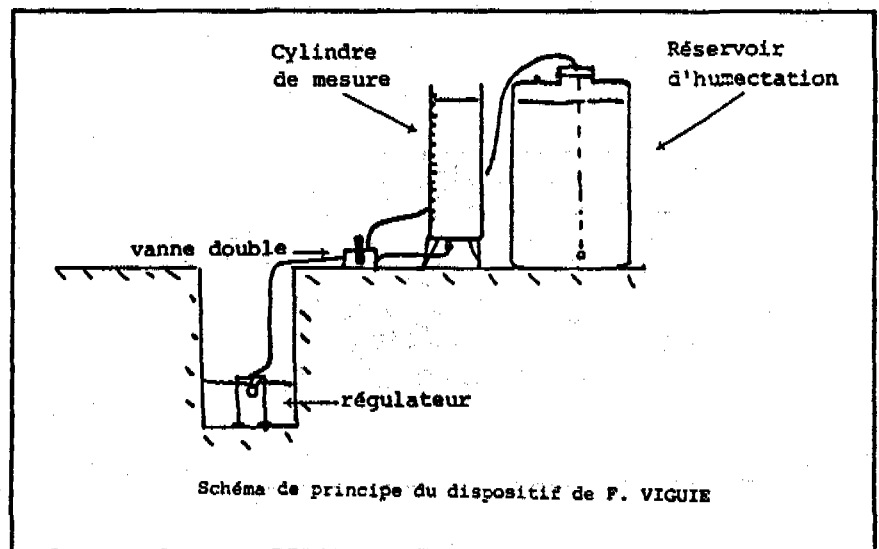 Cylindre
de mesure
Réservoir
d'humectation
vanne double
régulateur
Schéma de principe du dispositif de F. VIGUIE